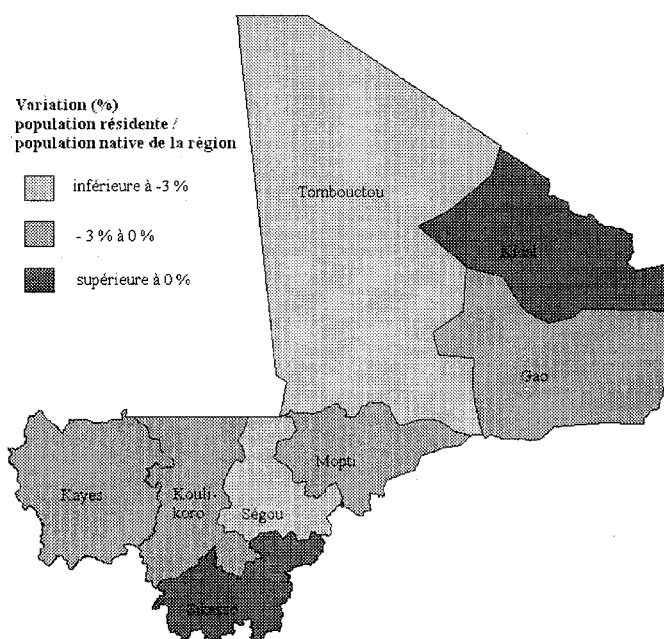 Variation (%)
population résidente /
population native de la région
inférieure à -3 %
- 3 % à 0 %
supérieure à 0 %
Tombouctou
Kidal
Gao
Mopti
Kayes
Kouli-
koro
Ségou
Sikasso